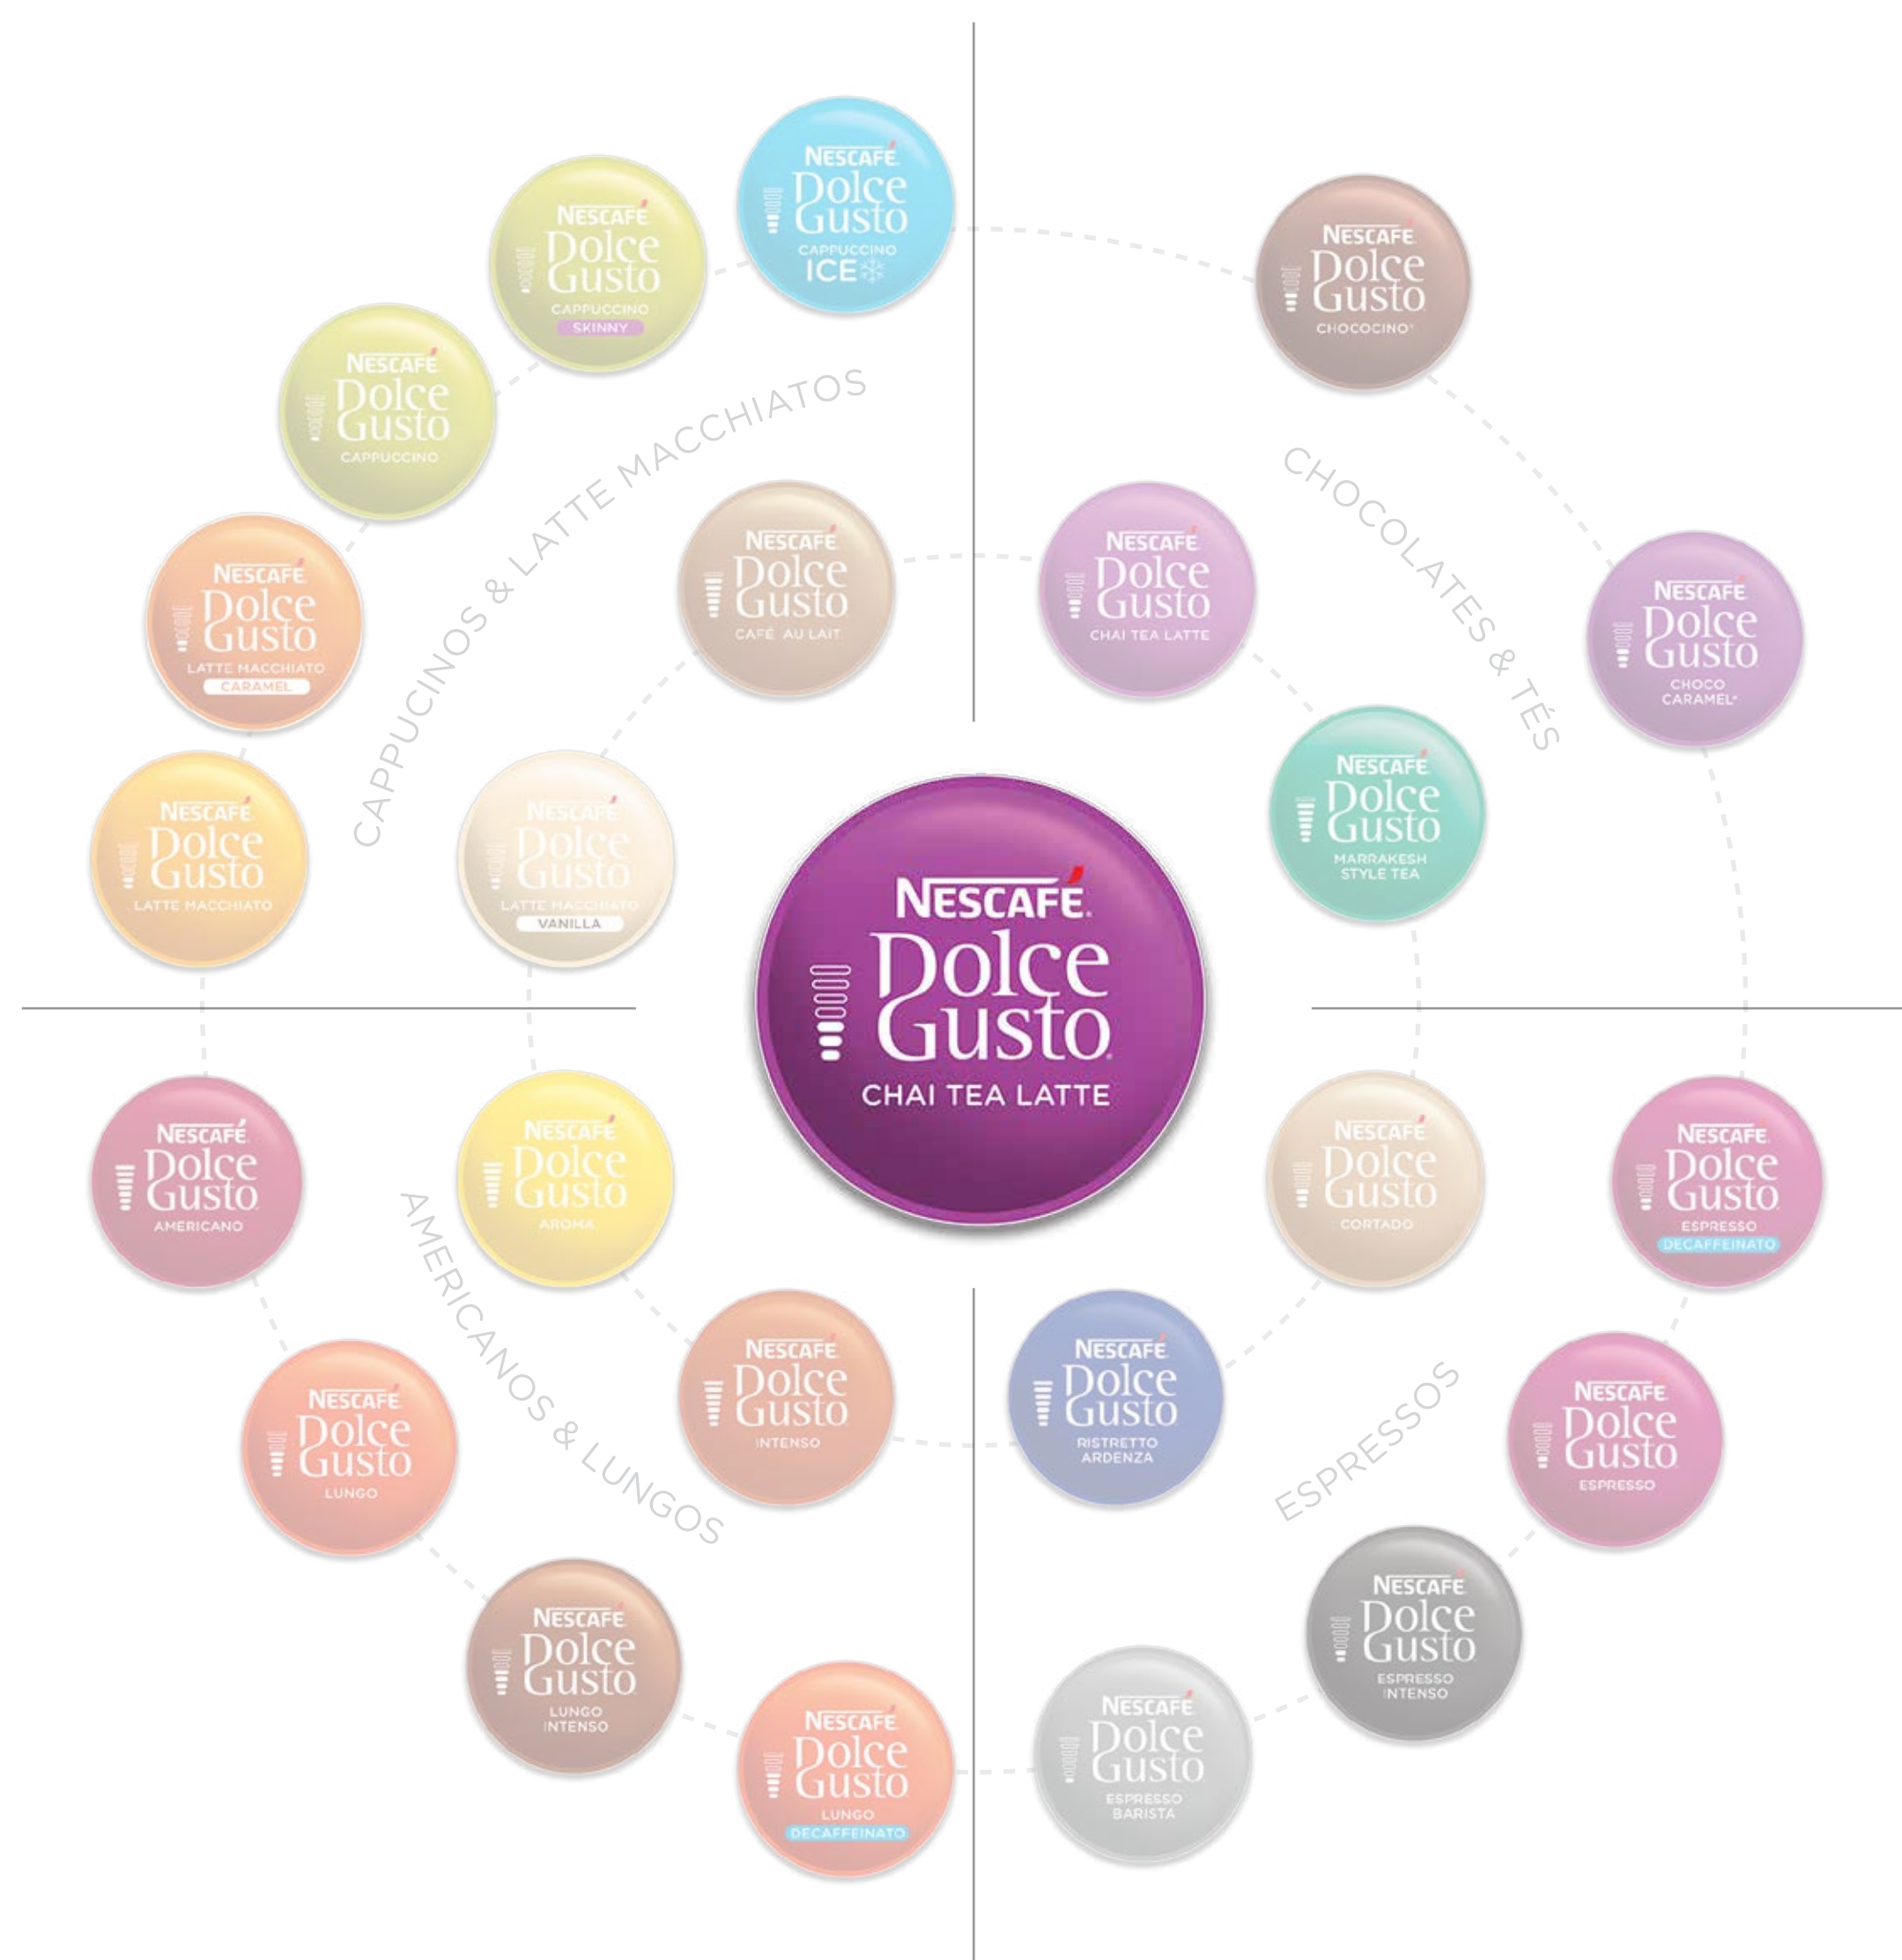 NESCAFÉ
Dolce
Gusto
CAPPUCCINO
ICE
NESCAFÉ
Dolce
Gusto
CAPPUCCINO
SKINNY
NESCAFÉ
Dolce
Gusto
CAPPUCCINO
NESCAFÉ
Dolce
Gusto
LATTE MACCHIATO
CARAMEL
NESCAFÉ
Dolce
Gusto
LATTE MACCHIATO
CAPPUCINOS & LATTE MACCHIATOS
NESCAFÉ
Dolce
Gusto
CAFÉ AU LAIT
NESCAFÉ
Dolce
Gusto
LATTE MACCHIATO
VANILLA
NESCAFÉ
Dolce
Gusto
CHOCOCINO*
NESCAFÉ
Dolce
Gusto
CHOCO
CARAMEL*
CHOCOLATES & TÉS
NESCAFÉ
Dolce
Gusto
CHAI TEA LATTE
NESCAFÉ
Dolce
Gusto
MARRAKESH
STYLE TEA
NESCAFÉ®
Dolce
Gusto®
CHAI TEA LATTE
NESCAFÉ
Dolce
Gusto
AMERICANO
NESCAFÉ
Dolce
Gusto
AROMA
NESCAFÉ
Dolce
Gusto
INTENSO
AMERICANOS & LUNGOS
NESCAFÉ
Dolce
Gusto
LUNGO
NESCAFÉ
Dolce
Gusto
LUNGO
INTENSO
NESCAFÉ
Dolce
Gusto
LUNGO
DECAFFEINATO
NESCAFÉ
Dolce
Gusto
CORTADO
NESCAFÉ
Dolce
Gusto
ESPRESSO
DECAFFEINATO
NESCAFÉ
Dolce
Gusto
RISTRETTO
ARDENZA
ESPRESSOS
NESCAFÉ
Dolce
Gusto
ESPRESSO
NESCAFÉ
Dolce
Gusto
ESPRESSO
INTENSO
NESCAFÉ
Dolce
Gusto
ESPRESSO
BARISTA